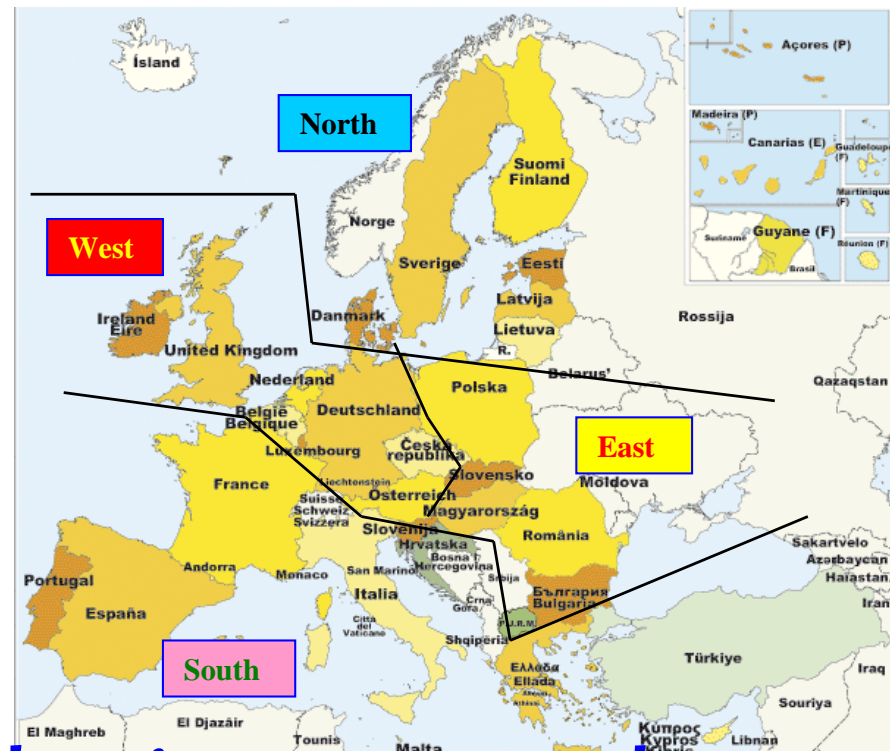 Ísland
North
Açores (P)
Madeira (P)
Canarias (E)
Guadeloupe
(F)
Martinique
(F)
Guyane (F)
Suriname
Brasil
Réunion (F)
Suomi
Finland
Norge
Sverige
West
Eesti
Latvija
Lietuva
R.
Rossija
Danmark
Ireland
Éire
United Kingdom
Belarus'
Qazaqstan
Nederland
Polska
België
Belgique
Deutschland
Luxembourg
Česka
republika
East
Slovensko
Moldova
France
Liechtenstein
Österreich
Suisse
Schweiz
Svizzera
Magyarország
Slovenija
Hrvatska
România
Bosna i
Hercegovina
Sakartvelo
Azərbaycan
Haïastan
Andorra
Monaco
San Marino
Srbija
България
Bulgaria
Portugal
España
Italia
Crna
Gora
Città
del
Vaticano
Shqipëria
Iran
South
Ελλάδα
Ellada
Türkiye
Iraq
Souriya
El Maghreb
El Djazáir
Tounis
Malta
Κύπρος
Kypros
Kibris
Libnan